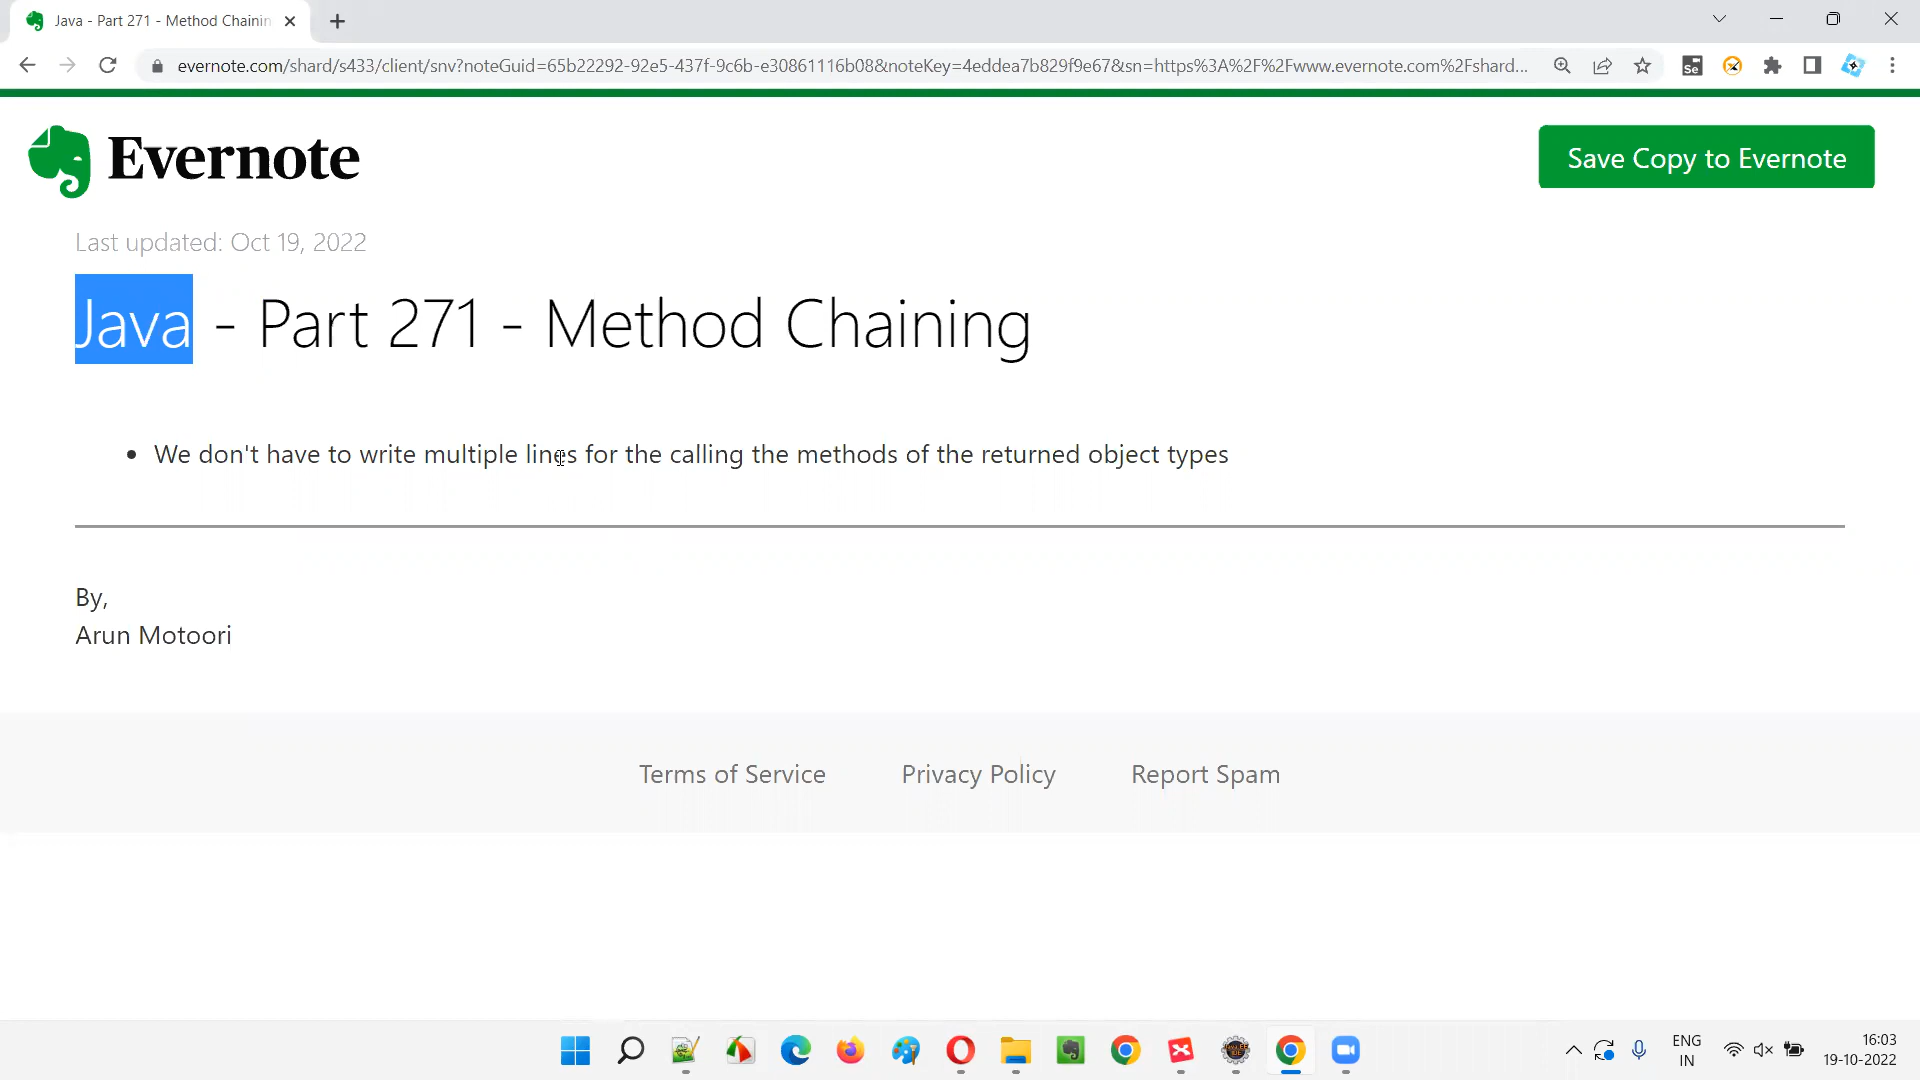 Java - Part 271 - Method Chainin
evernote.com/shard/s433/client/snv?noteGuid=65b22292-92e5-437f-9c6b-e30861116b08&noteKey=4eddea7b829f9e67&sn=https%3A%2F%2Fwww.evernote.com%2Fshard...
Se
Evernote
Save Copy to Evernote
Last updated: Oct 19, 2022
Java - Part 271 - Method Chaining
• We don't have to write multiple lines for the calling the methods of the returned object types
By,
Arun Motoori
Terms of Service Privacy Policy Report Spam
ENG
IN
16:03
19-10-2022